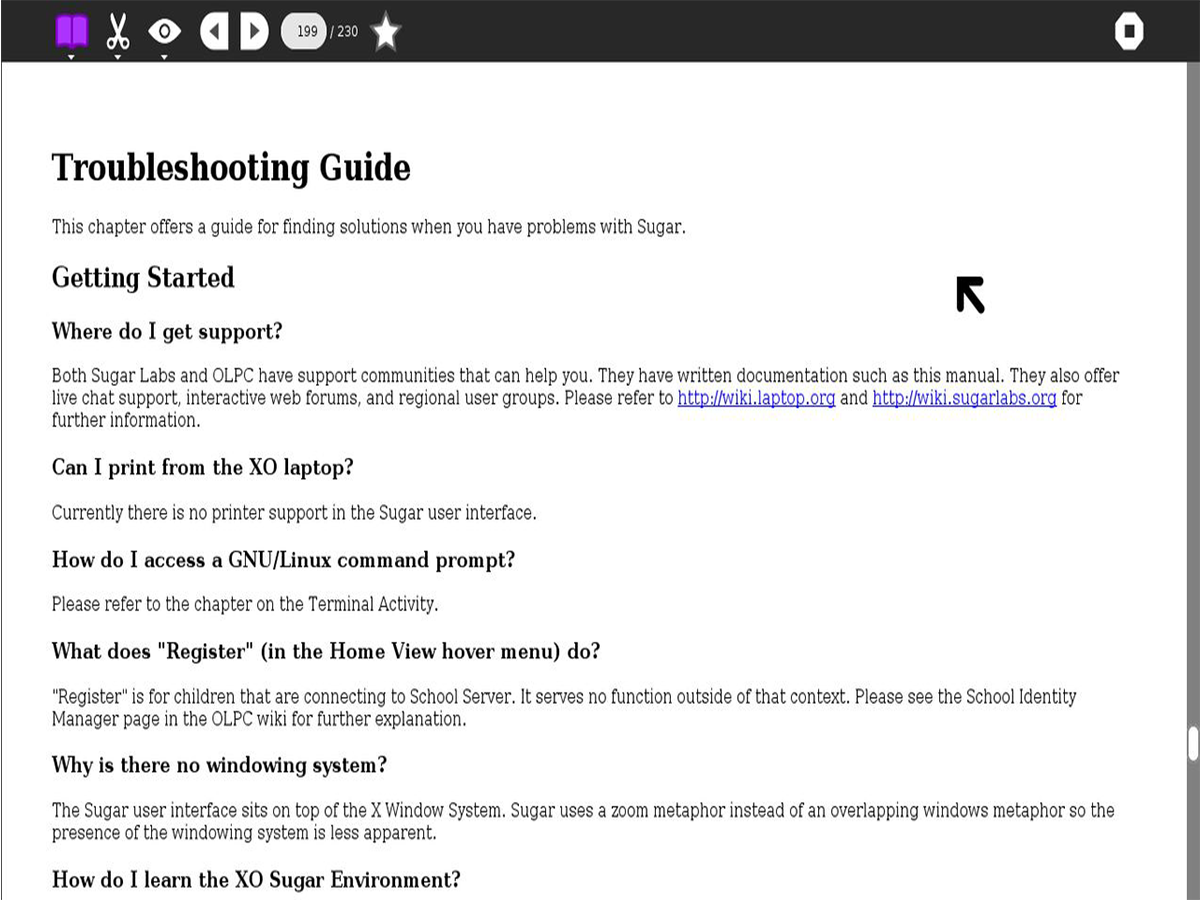 199 / 230
Troubleshooting Guide
This chapter offers a guide for finding solutions when you have problems with Sugar.
Getting Started
Where do I get support?
Both Sugar Labs and OLPC have support communities that can help you. They have written documentation such as this manual. They also offer
live chat support, interactive web forums, and regional user groups. Please refer to http://wiki.laptop.org and http://wiki.sugarlabs.org for
further information.
Can I print from the XO laptop?
Currently there is no printer support in the Sugar user interface.
How do I access a GNU/Linux command prompt?
Please refer to the chapter on the Terminal Activity.
What does "Register" (in the Home View hover menu) do?
"Register" is for children that are connecting to School Server. It serves no function outside of that context. Please see the School Identity
Manager page in the OLPC wiki for further explanation.
Why is there no windowing system?
The Sugar user interface sits on top of the X Window System. Sugar uses a zoom metaphor instead of an overlapping windows metaphor so the
presence of the windowing system is less apparent.
How do I learn the XO Sugar Environment?